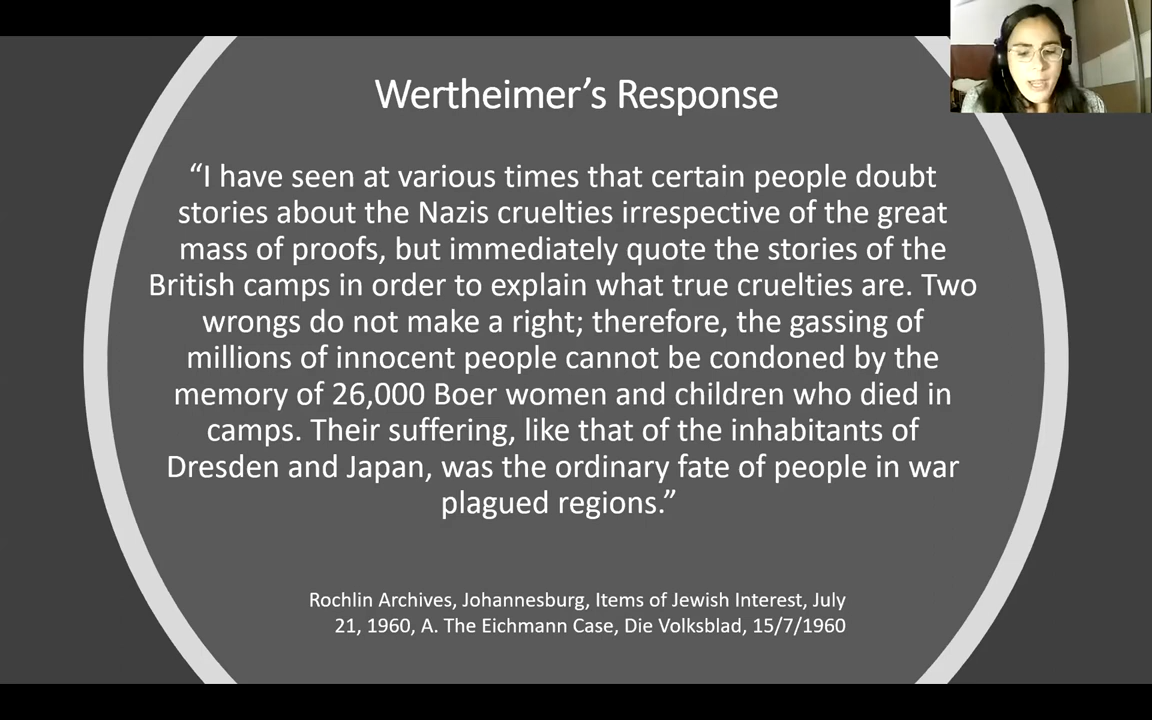 Wertheimer’s Response
“I have seen at various times that certain people doubt
stories about the Nazis cruelties irrespective of the great
mass of proofs, but immediately quote the stories of the
British camps in order to explain what true cruelties are. Two
wrongs do not make a right; therefore, the gassing of
millions of innocent people cannot be condoned by the
memory of 26,000 Boer women and children who died in
camps. Their suffering, like that of the inhabitants of
Dresden and Japan, was the ordinary fate of people in war
plagued regions.”
Rochlin Archives, Johannesburg, Items of Jewish Interest, July
21, 1960, A. The Eichmann Case, Die Volksblad, 15/7/1960